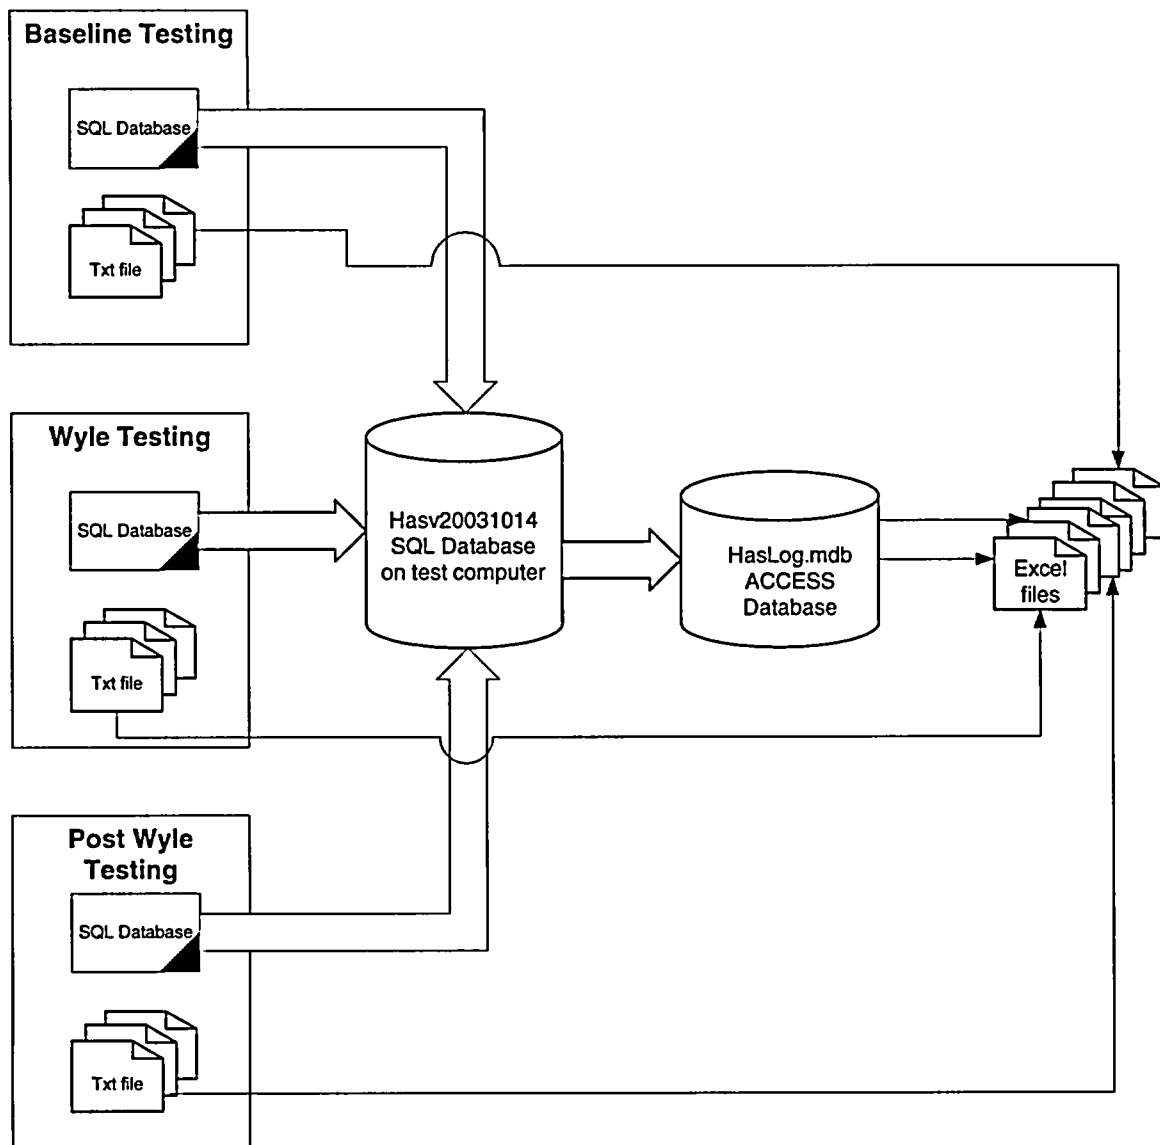 Baseline Testing
SQL Database
Txt file
Wyle Testing
SQL Database
Txt file
Hasv20031014
SQL Database
on test computer
HasLog.mdb
ACCESS
Database
Excel
files
Post Wyle
Testing
SQL Database
Txt file